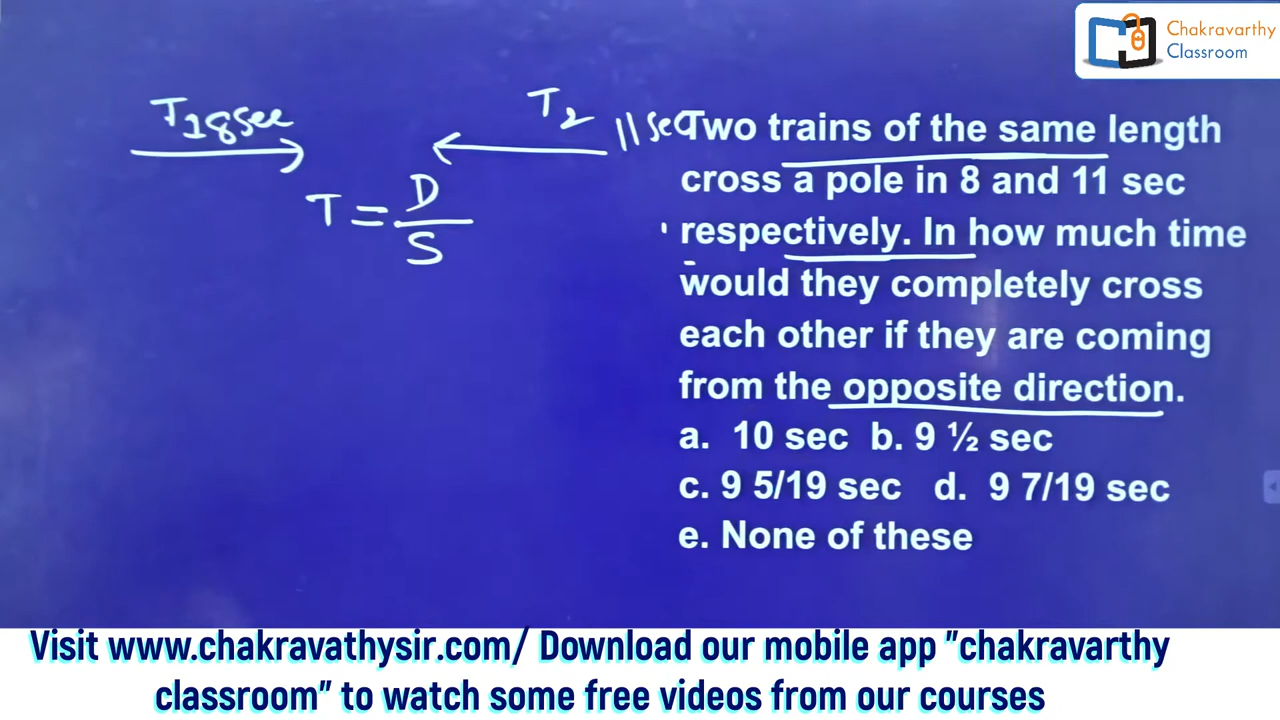 Chakravarthy
Classroom
T1 8sec
T2 11 sec
T = D/S
Two trains of the same length
cross a pole in 8 and 11 sec
respectively. In how much time
would they completely cross
each other if they are coming
from the opposite direction.
a. 10 sec b. 9 ½ sec
c. 9 5/19 sec d. 9 7/19 sec
e. None of these
Visit www.chakravathysir.com/ Download our mobile app "chakravarthy
classroom" to watch some free videos from our courses